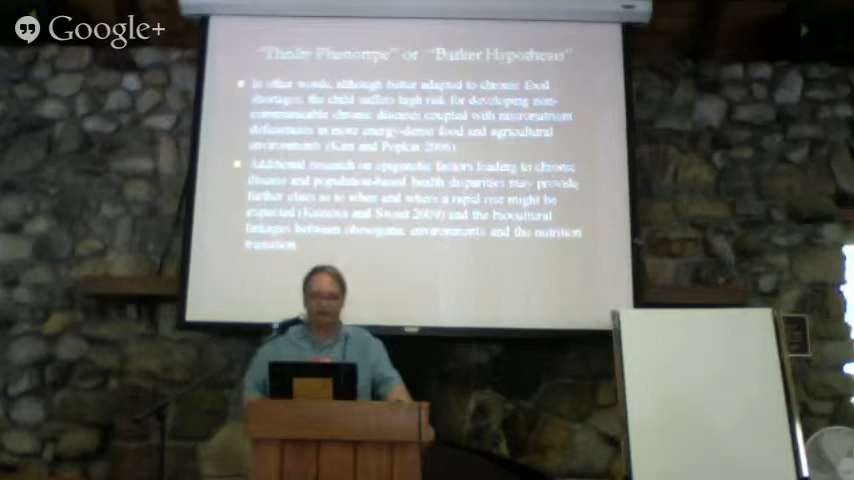 Google+
"Thrifty Phenotype" or "Barker Hypothesis"
In other words, although better adapted to chronic food
shortages, the child suffers high risk for developing non-
communicable chronic diseases coupled with micronutrient
deficiencies in more energy-dense food and agricultural
environments (Kim and Popkin 2006).
Additional research on epigenetic factors leading to chronic
disease and population-based health disparities may provide
further clues as to when and where a rapid rise might be
expected (Kuzawa and Sweet 2009) and the biocultural
linkages between obesogenic environments and the nutrition
transition